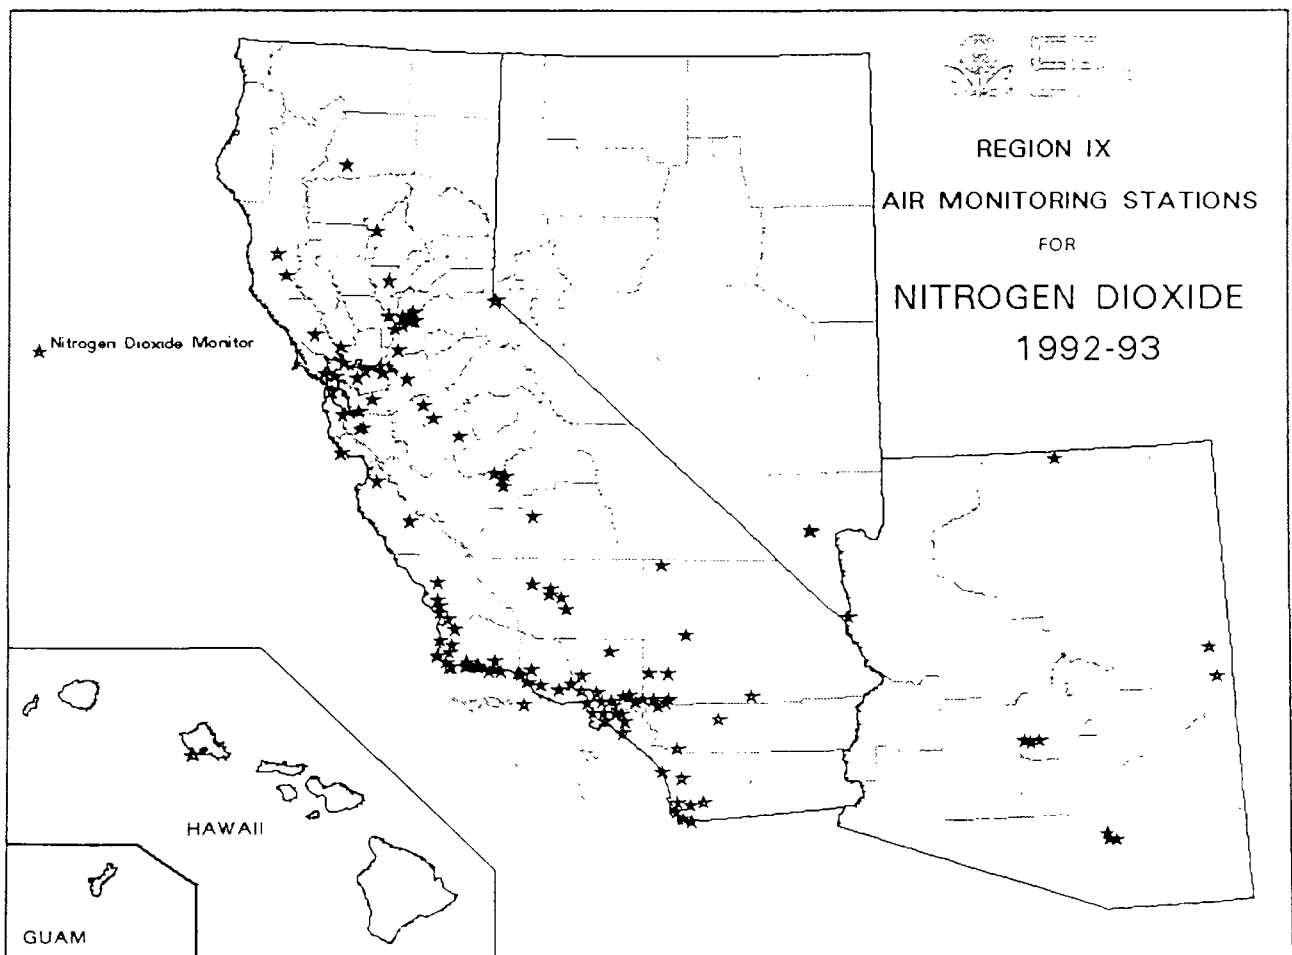 REGION IX
AIR MONITORING STATIONS
FOR
NITROGEN DIOXIDE
1992-93
Nitrogen Dioxide Monitor
HAWAII
GUAM